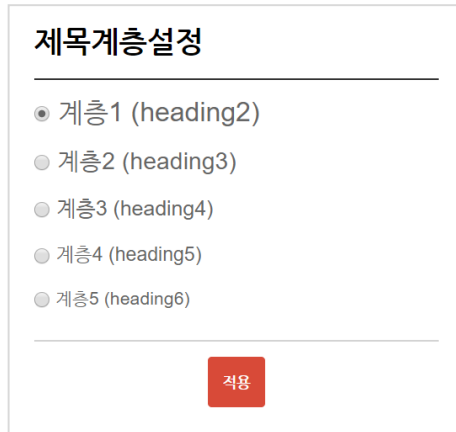 제목계층설정
계층1 (heading2)
계층2 (heading3)
계층3 (heading4)
계층4 (heading5)
계층5 (heading6)
적용